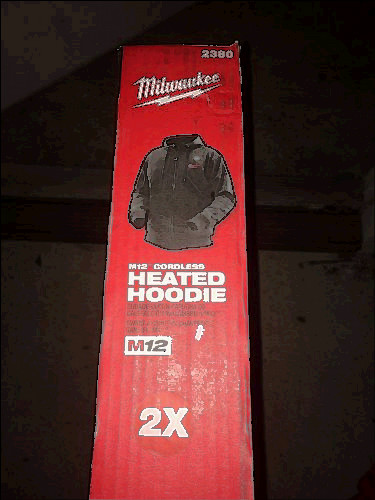 2380
Milwaukee
M12 CORDLESS
HEATED
HOODIE
M12
2X